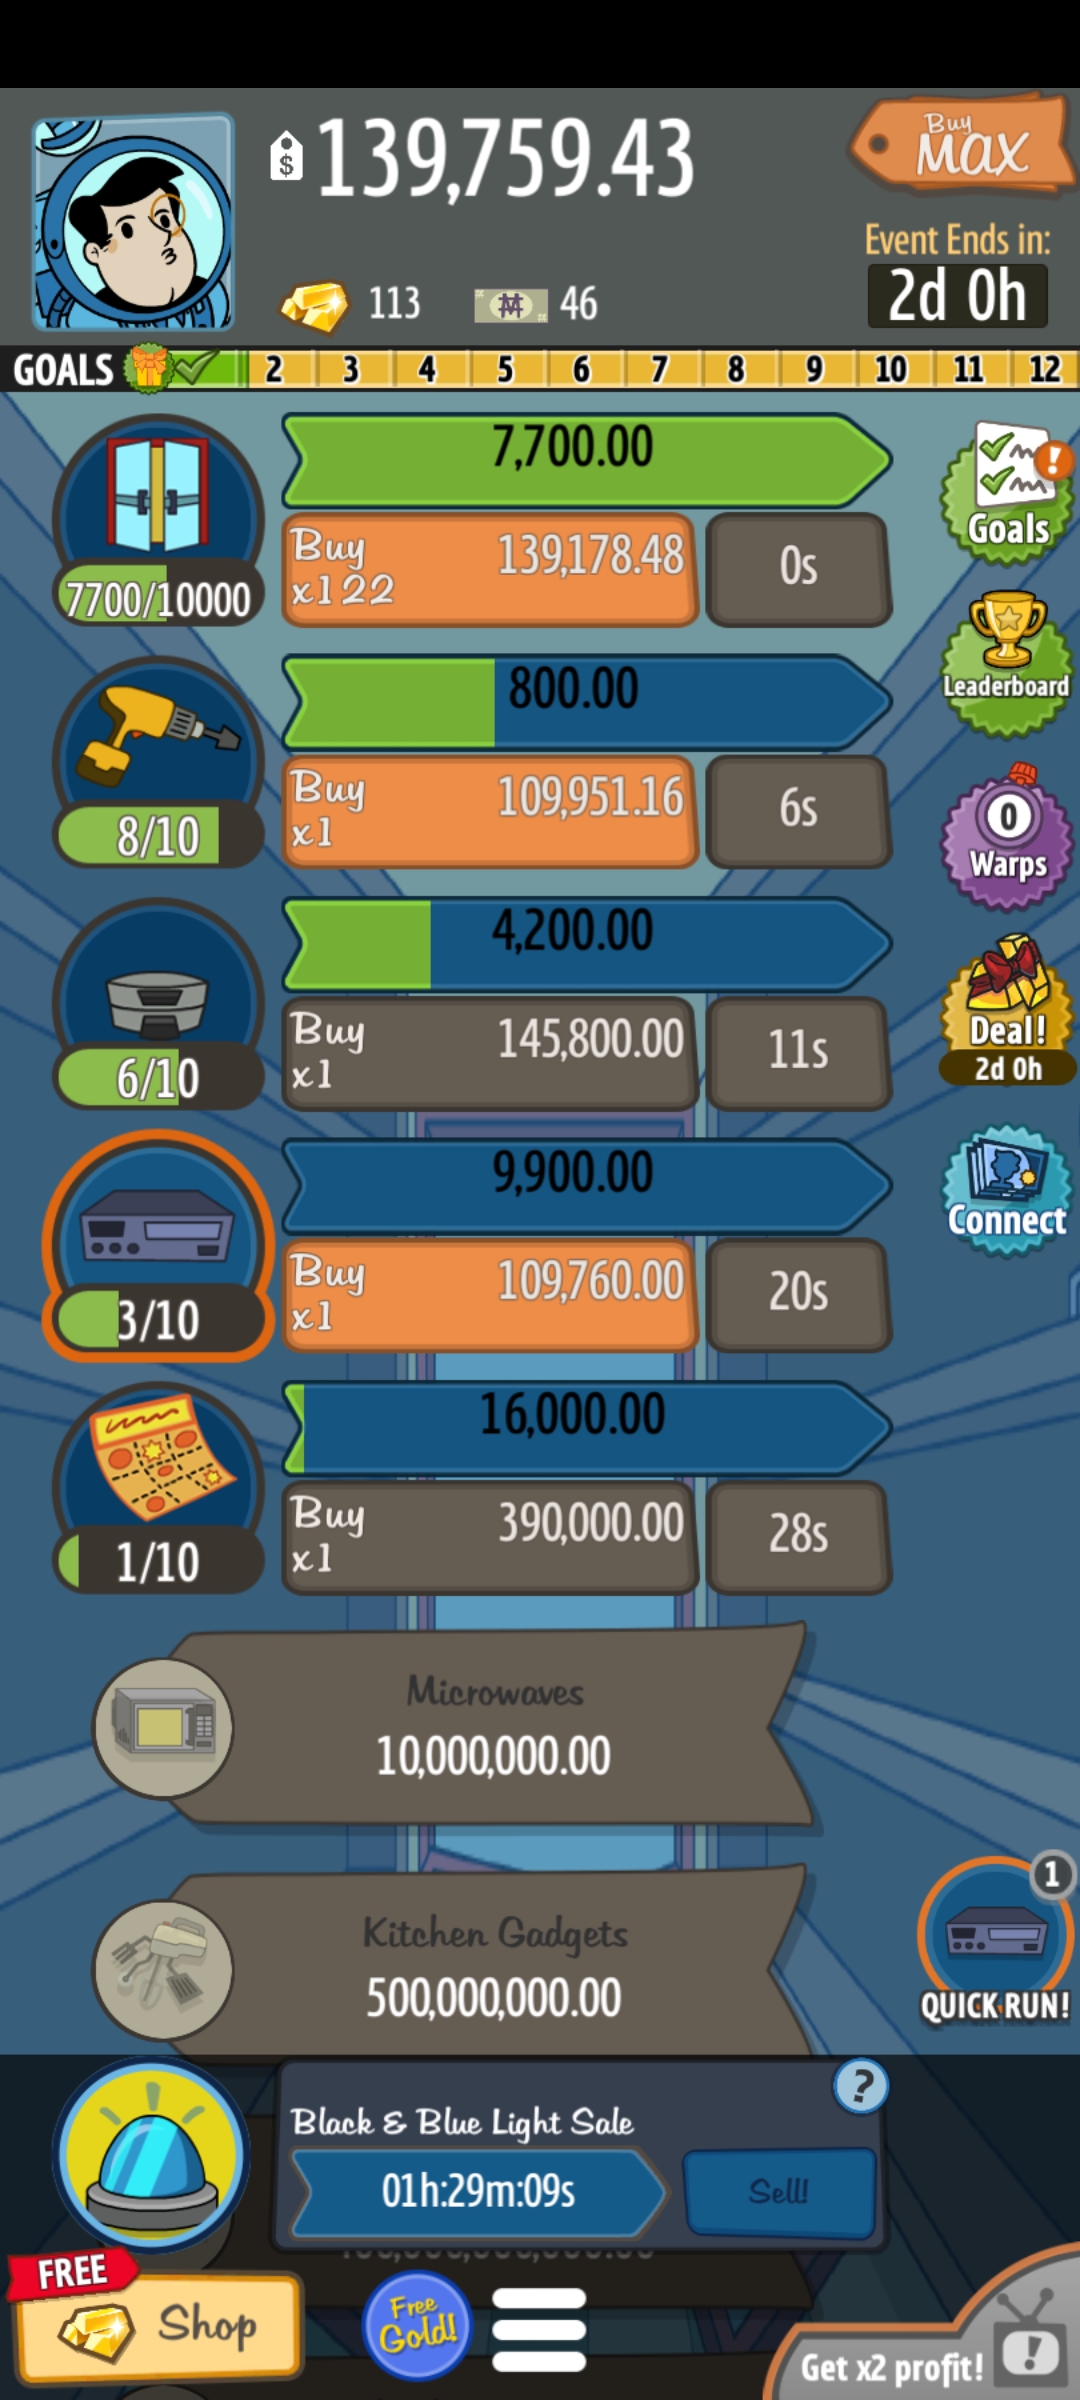 $ 139,759.43
Buy
MAX
113
46
Event Ends in:
2d 0h
GOALS 2 3 4 5 6 7 8 9 10 11 12
7,700.00
Buy
x122
139,178.48
0s
7700/10000
Goals
800.00
Buy
x1
109,951.16
6s
8/10
Leaderboard
4,200.00
Buy
x1
145,800.00
11s
6/10
0
Warps
Deal!
2d 0h
9,900.00
Buy
x1
109,760.00
20s
3/10
Connect
16,000.00
Buy
x1
390,000.00
28s
1/10
Microwaves
10,000,000.00
Kitchen Gadgets
500,000,000.00
1
QUICK RUN!
Black & Blue Light Sale
?
01h:29m:09s
Sell!
FREE
Shop
Free
Gold!
Get x2 profit!